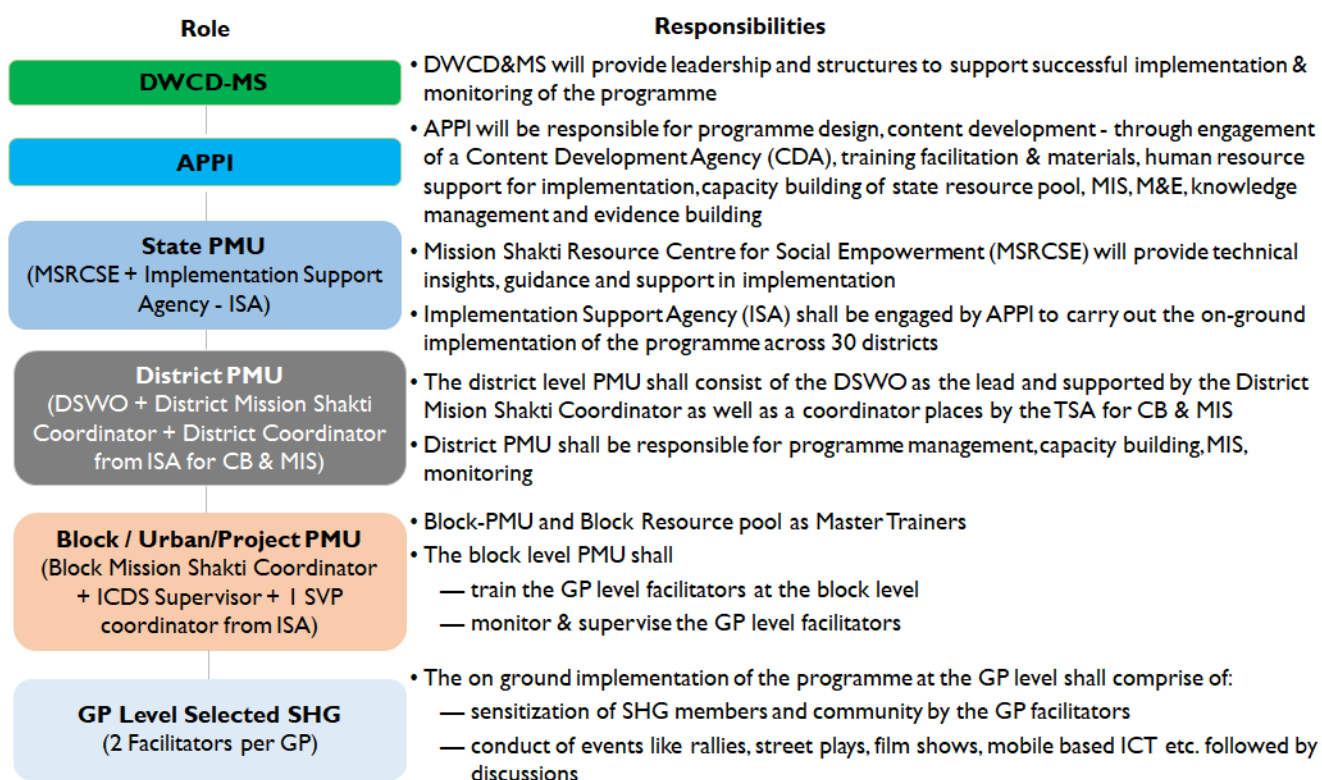 Role
Responsibilities
DWCD-MS
• DWCD&MS will provide leadership and structures to support successful implementation &
monitoring of the programme
APPI
• APPI will be responsible for programme design, content development - through engagement
of a Content Development Agency (CDA), training facilitation & materials, human resource
support for implementation, capacity building of state resource pool, MIS, M&E, knowledge
management and evidence building
State PMU
(MSRCSE + Implementation Support
Agency - ISA)
• Mission Shakti Resource Centre for Social Empowerment (MSRCSE) will provide technical
insights, guidance and support in implementation
• Implementation Support Agency (ISA) shall be engaged by APPI to carry out the on-ground
implementation of the programme across 30 districts
District PMU
(DSWO + District Mission Shakti
Coordinator + District Coordinator
from ISA for CB & MIS)
• The district level PMU shall consist of the DSWO as the lead and supported by the District
Mision Shakti Coordinator as well as a coordinator places by the TSA for CB & MIS
• District PMU shall be responsible for programme management, capacity building, MIS,
monitoring
Block / Urban/Project PMU
(Block Mission Shakti Coordinator
+ ICDS Supervisor + 1 SVP
coordinator from ISA)
• Block-PMU and Block Resource pool as Master Trainers
• The block level PMU shall
— train the GP level facilitators at the block level
— monitor & supervise the GP level facilitators
GP Level Selected SHG
(2 Facilitators per GP)
• The on ground implementation of the programme at the GP level shall comprise of:
— sensitization of SHG members and community by the GP facilitators
— conduct of events like rallies, street plays, film shows, mobile based ICT etc. followed by
discussions